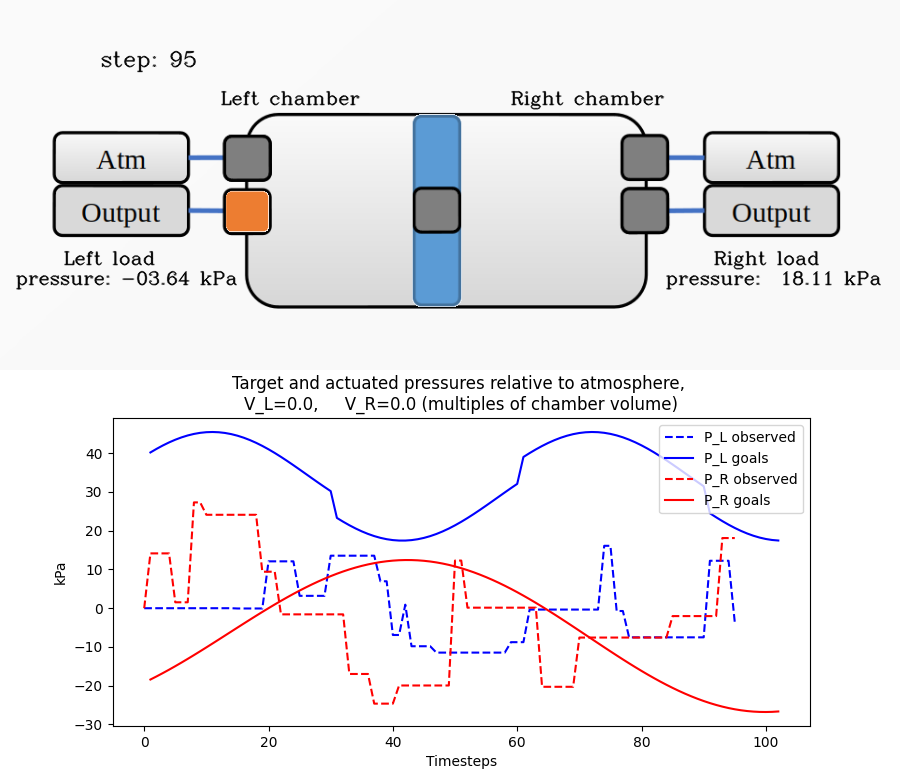 step: 95
Left chamber
Right chamber
Atm
Atm
Output
Output
Left load
pressure: -03.64 kPa
Right load
pressure:  18.11 kPa
Target and actuated pressures relative to atmosphere,
V_L=0.0,     V_R=0.0 (multiples of chamber volume)
P_L observed
P_L goals
P_R observed
P_R goals
kPa
40
30
20
10
0
−10
−20
−30
0
20
40
60
80
100
Timesteps